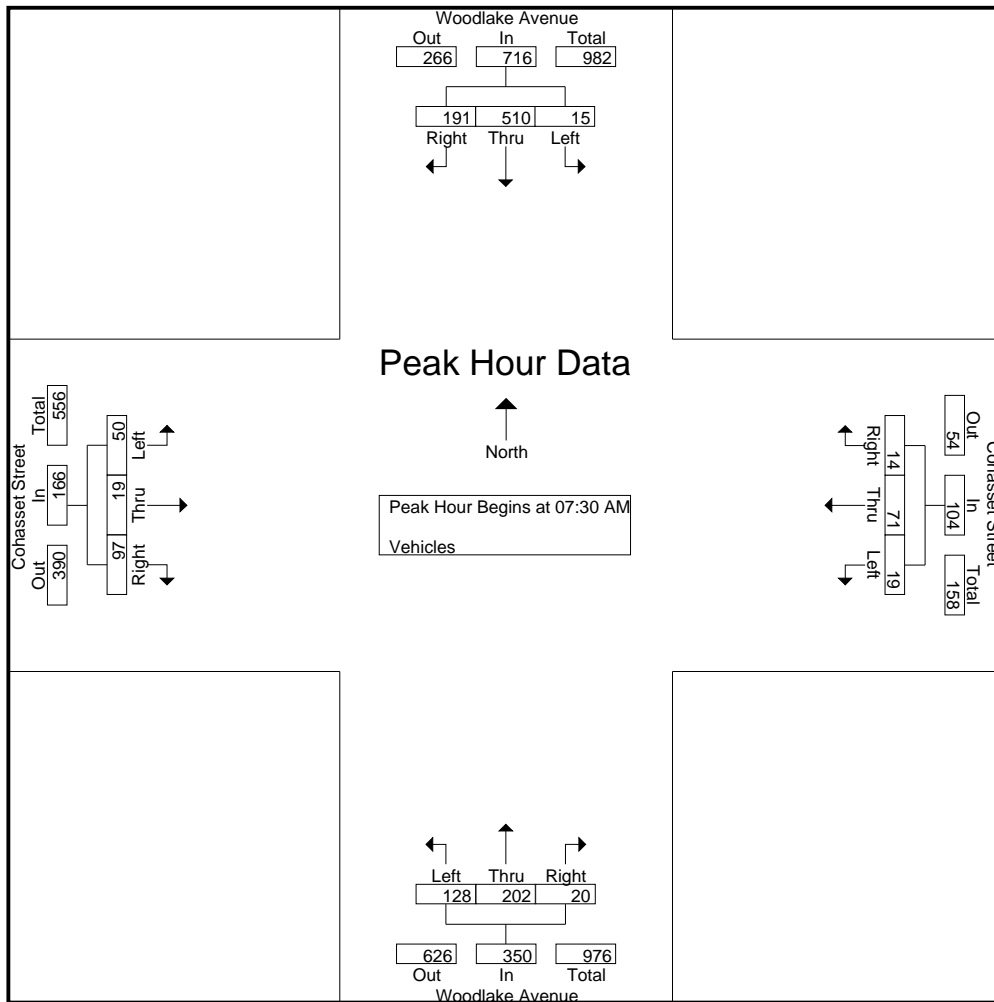 Woodlake Avenue
Out In Total
266 716 982
191 510 15
Right Thru Left
Peak Hour Data
North
Peak Hour Begins at 07:30 AM
Vehicles
Cohasset Street
Total In Out
556 166 390
50 19 97
Left Thru Right
Right Thru Left
14 71 19
Out In Total
54 104 158
Cohasset Street
Left Thru Right
128 202 20
626 350 976
Out In Total
Woodlake Avenue